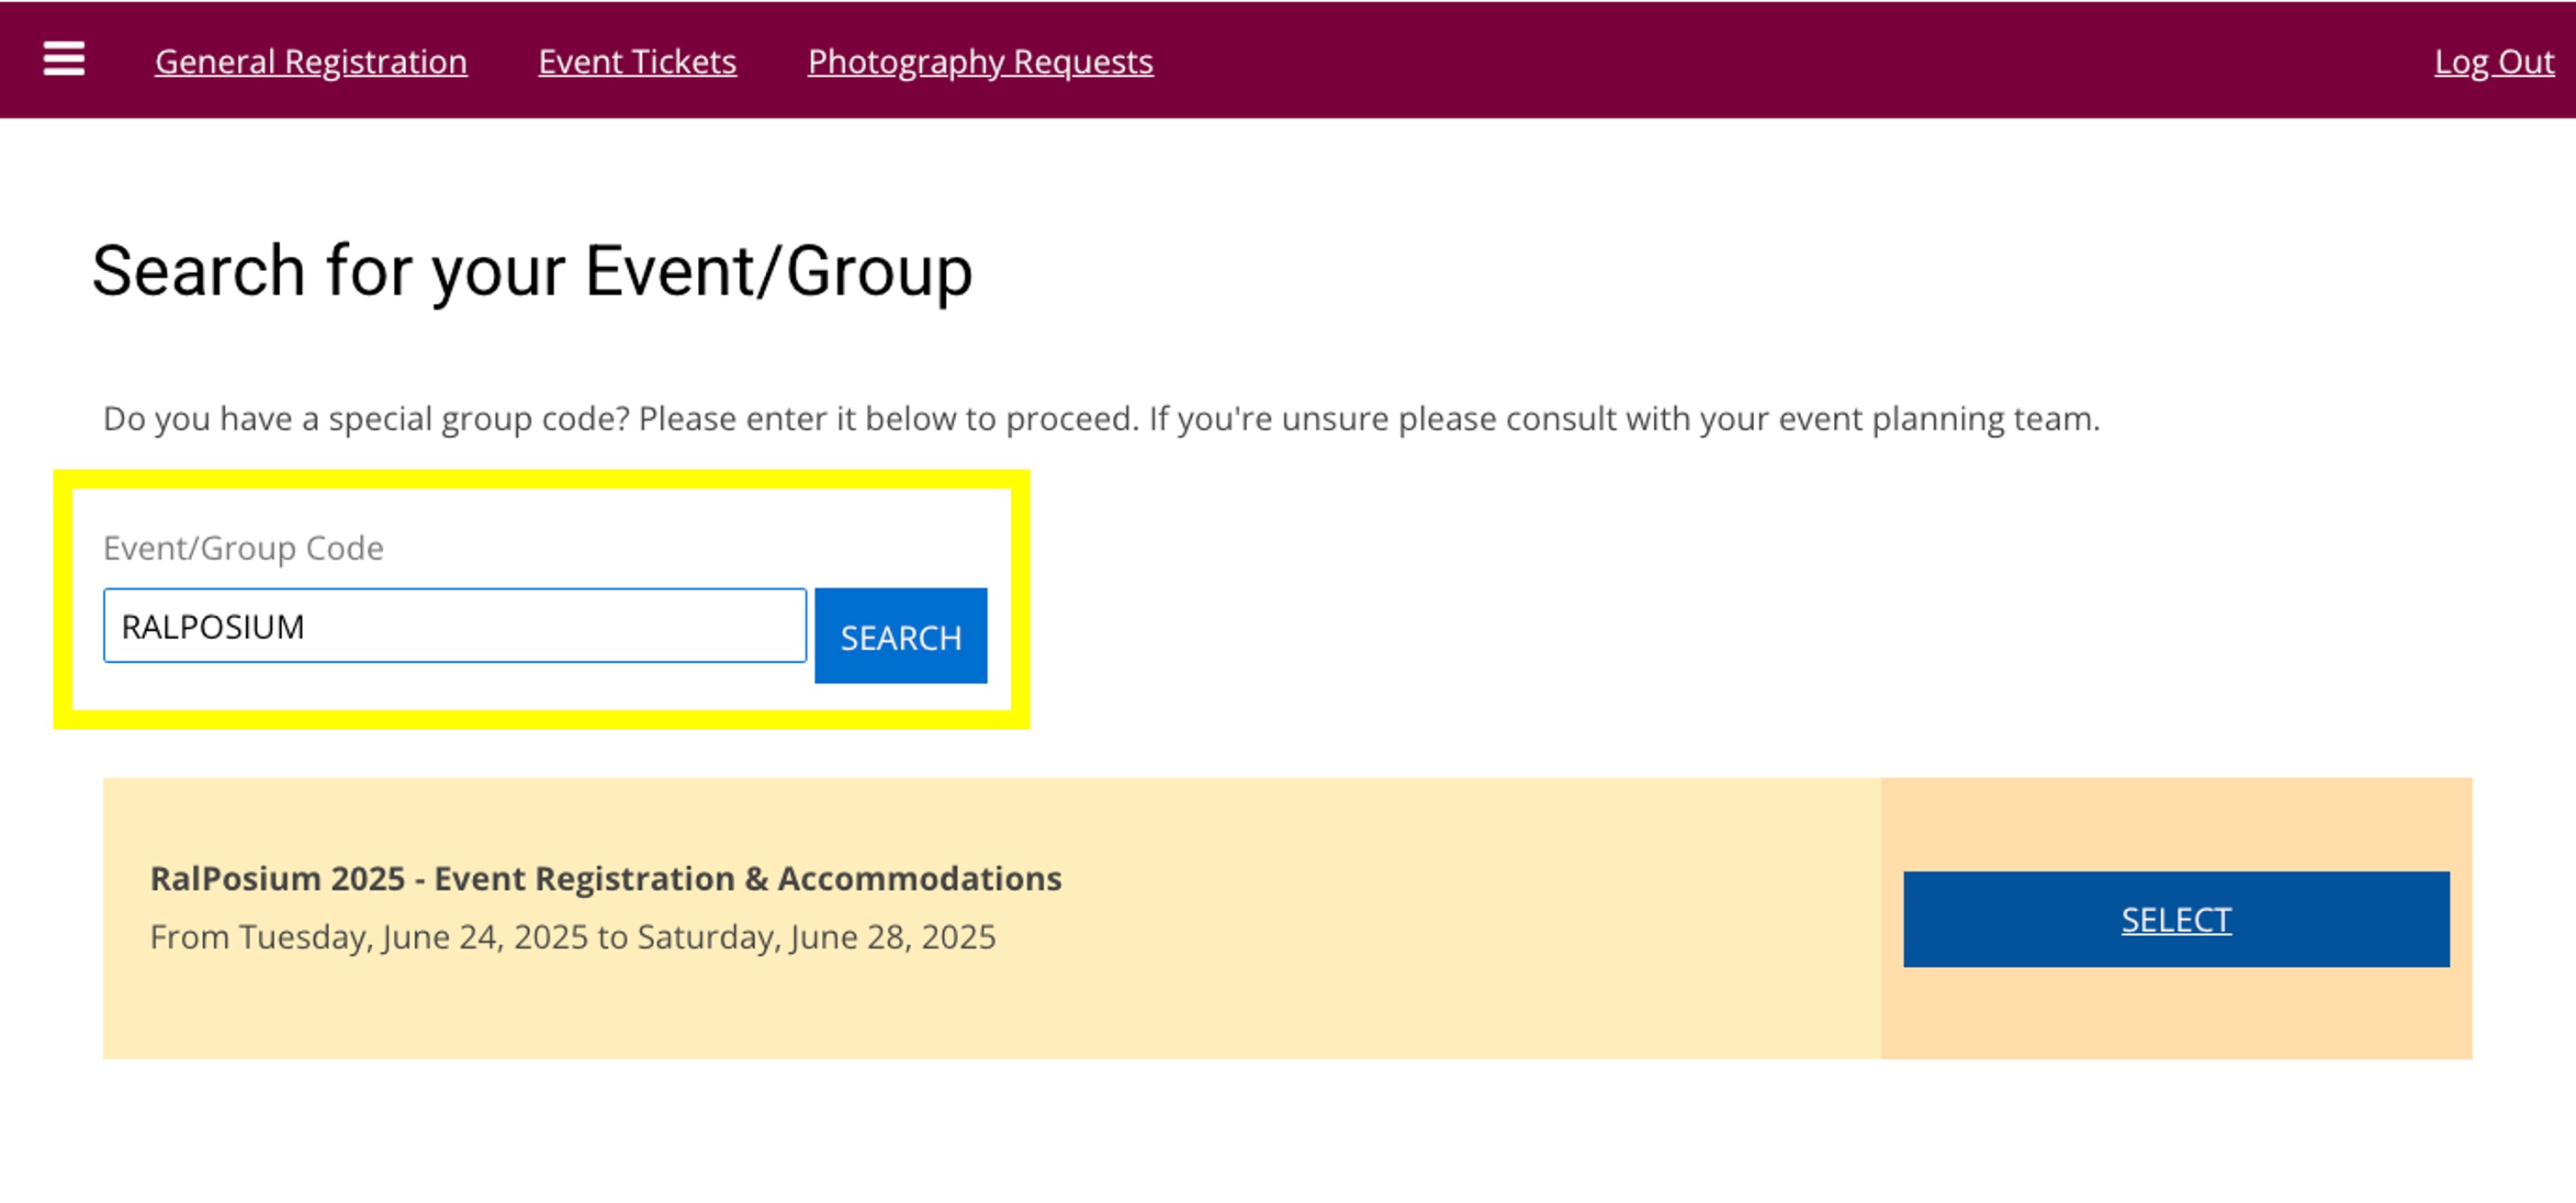 General Registration Event Tickets Photography Requests Log Out
Search for your Event/Group
Do you have a special group code? Please enter it below to proceed. If you're unsure please consult with your event planning team.
Event/Group Code
RALPOSIUM SEARCH
RalPosium 2025 - Event Registration & Accommodations
From Tuesday, June 24, 2025 to Saturday, June 28, 2025
SELECT